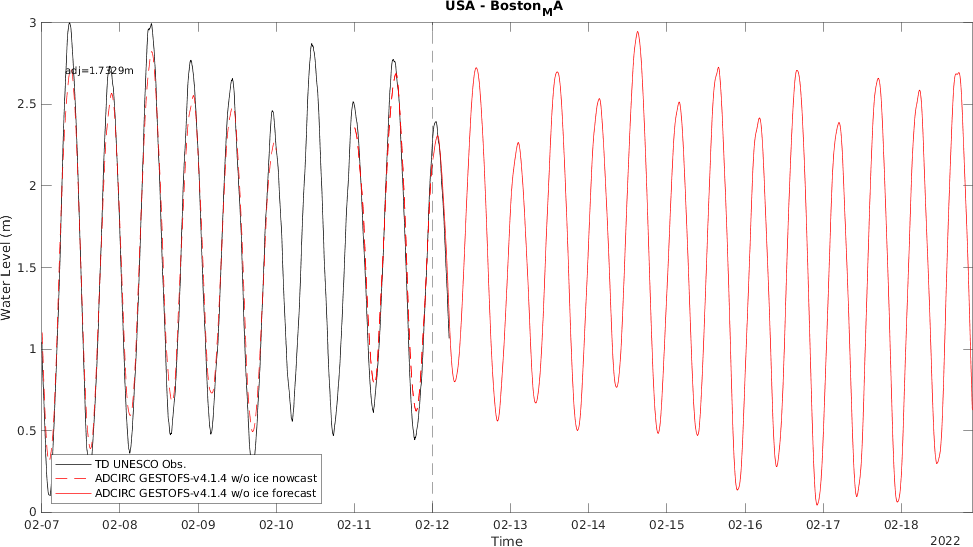 USA - Boston_MA
3
adj=1.7329m
2.5
2
1.5
1
0.5
0
Water Level (m)
TD UNESCO Obs.
ADCIRC GESTOFS-v4.1.4 w/o ice nowcast
ADCIRC GESTOFS-v4.1.4 w/o ice forecast
02-07 02-08 02-09 02-10 02-11 02-12 02-13 02-14 02-15 02-16 02-17 02-18
Time
2022